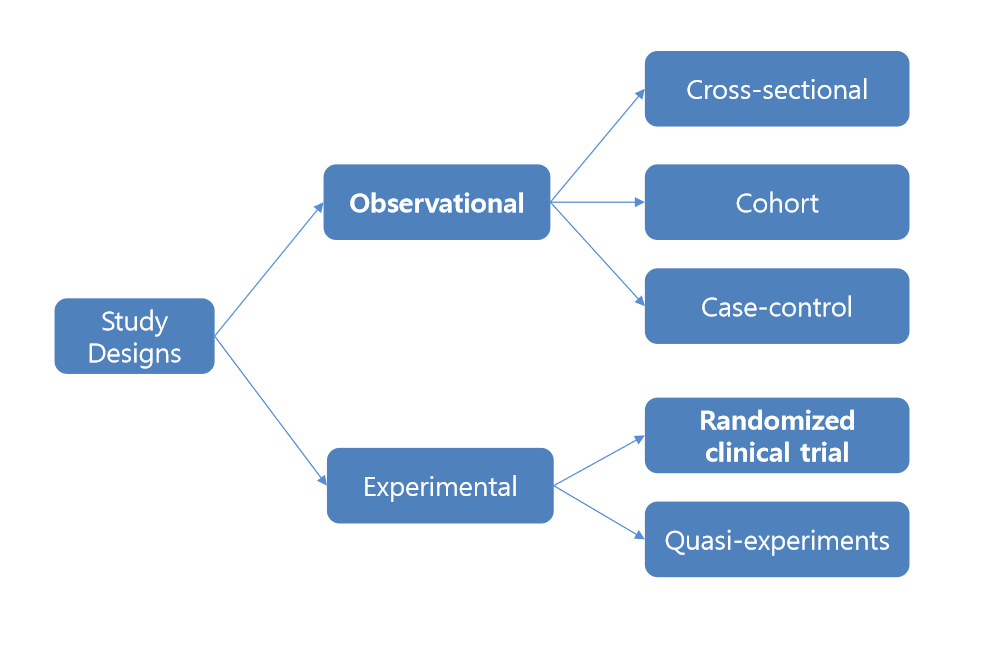 Study
Designs
Observational
Cross-sectional
Cohort
Case-control
Experimental
Randomized
clinical trial
Quasi-experiments